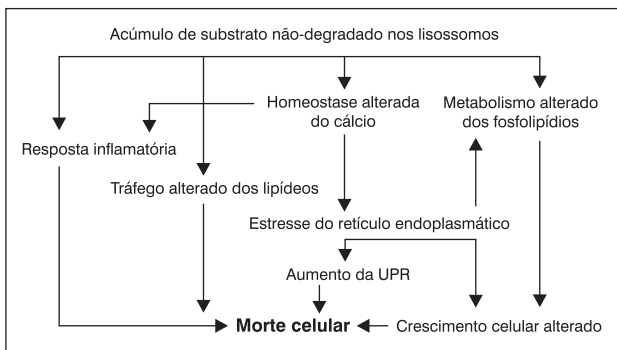 Acúmulo de substrato não-degradado nos lisossomos
Homeostase alterada
do cálcio
Metabolismo alterado
dos fosfolipídios
Resposta inflamatória
Tráfego alterado dos lipídeos
Estresse do retículo endoplasmático
Aumento da UPR
Morte celular
Crescimento celular alterado